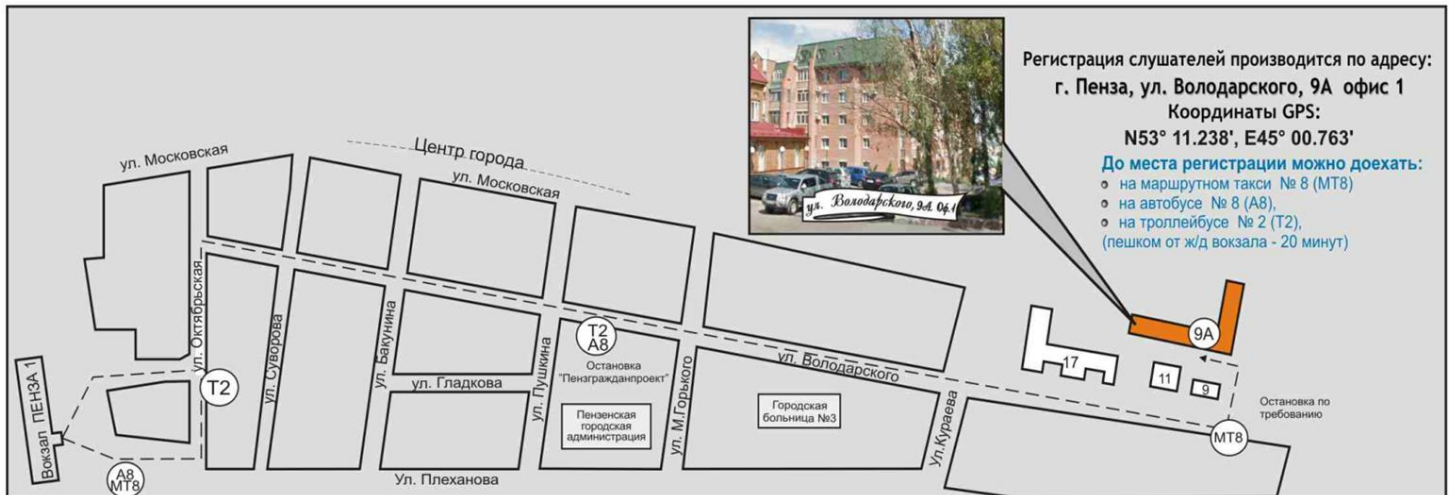 Регистрация слушателей производится по адресу:
г. Пенза, ул. Володарского, 9А офис 1
Координаты GPS:
N53° 11.238', E45° 00.763'
До места регистрации можно доехать:
на маршрутном такси № 8 (МТ8)
на автобусе № 8 (А8),
на троллейбусе № 2 (Т2),
(пешком от ж/д вокзала - 20 минут)
ул. Володарского, 9А. Оф.1
Центр города
ул. Московская
ул. Московская
ул. Октябрьская
ул. Суворова
ул. Бакунина
ул. Пушкина
ул. М.Горького
Ул.Кураева
ул. Володарского
ул. Гладкова
Ул. Плеханова
Вокзал ПЕНЗА 1
Т2
А8
МТ8
Т2
А8
Остановка
"Пензгражданпроект"
Пензенская
городская
администрация
Городская
больница №3
17
11
9
9А
Остановка по
требованию
МТ8